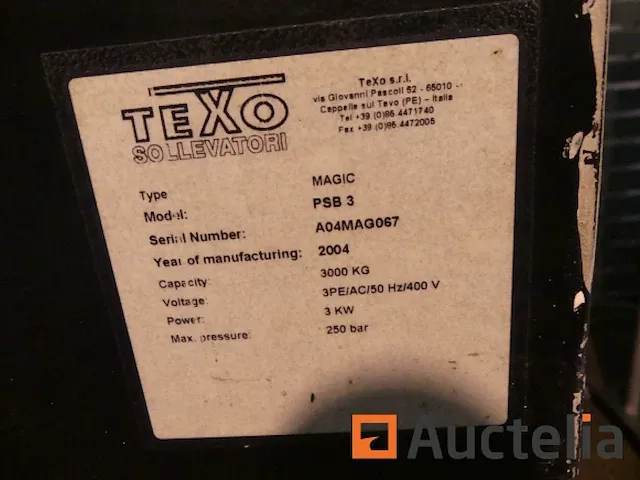 TEXO
SOLLEVATORI
TeXo s.r.l.
via Giovanni Pascoli 52 - 65010 -
Cappelle sul Tavo (PE) - Italia
Tel +39 (0)85.4471740
Fax +39 (0)85.4472005
Type MAGIC
Model: PSB 3
Serial Number: A04MAG067
Year of manufacturing: 2004
Capacity: 3000 KG
Voltage: 3PE/AC/50 Hz/400 V
Power: 3 KW
Max. pressure: 250 bar
Auctelia